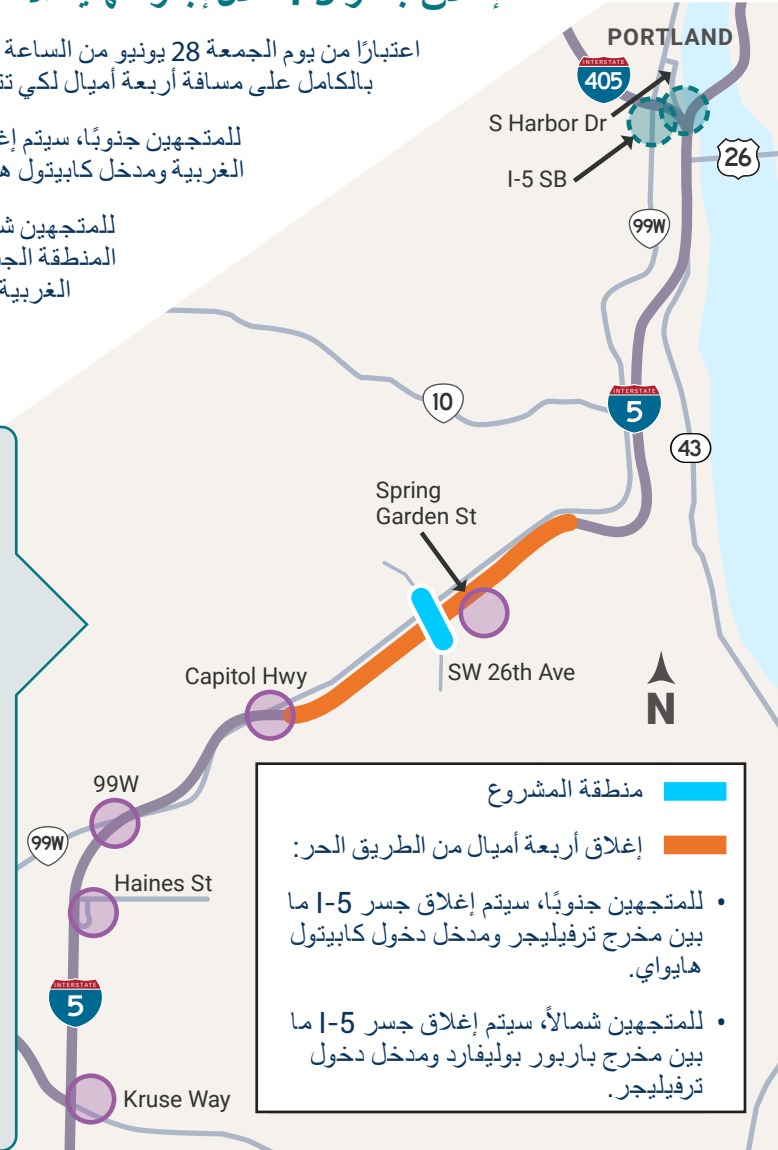 اعتبارًا من يوم الجمعة 28 يونيو من الساعة
بالكامل على مسافة أربعة أميال لكي
للمتجهين جنوبًا، سيتم
الغربية ومدخل كابيتول
للمتجهين
المنطقة
الغربية
PORTLAND
INTERSTATE
405
S Harbor Dr
I-5 SB
26
99W
10
INTERSTATE
5
43
Spring
Garden St
SW 26th Ave
Capitol Hwy
N
99W
99W
Haines St
INTERSTATE
5
Kruse Way
منطقة المشروع
إغلاق أربعة أميال من الطريق الحر:
• للمتجهين جنوبًا، سيتم إغلاق جسر I-5 ما
بين مخرج ترفيليجر ومدخل دخول كابيتول
هايواي.
• للمتجهين شمالاً، سيتم إغلاق جسر I-5 ما
بين مخرج باربور بوليفارد ومدخل دخول
ترفيليجر.